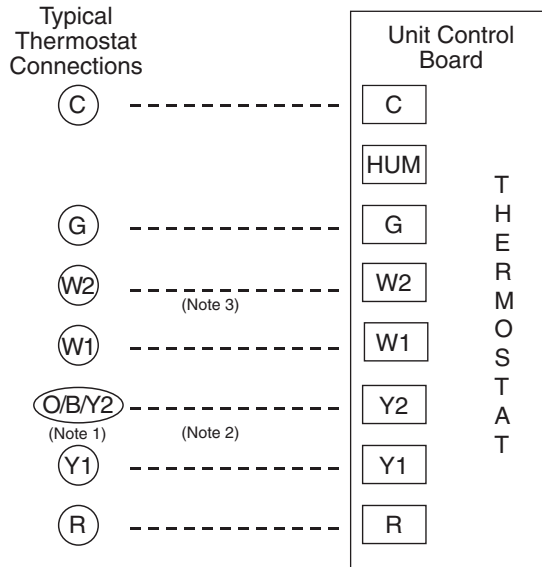 Typical
Thermostat
Connections
Unit Control
Board
C
C
HUM
G
G
W2
(Note 3)
W2
W1
W1
O/B/Y2
(Note 1)
(Note 2)
Y2
Y1
Y1
R
R
THERMOSTAT